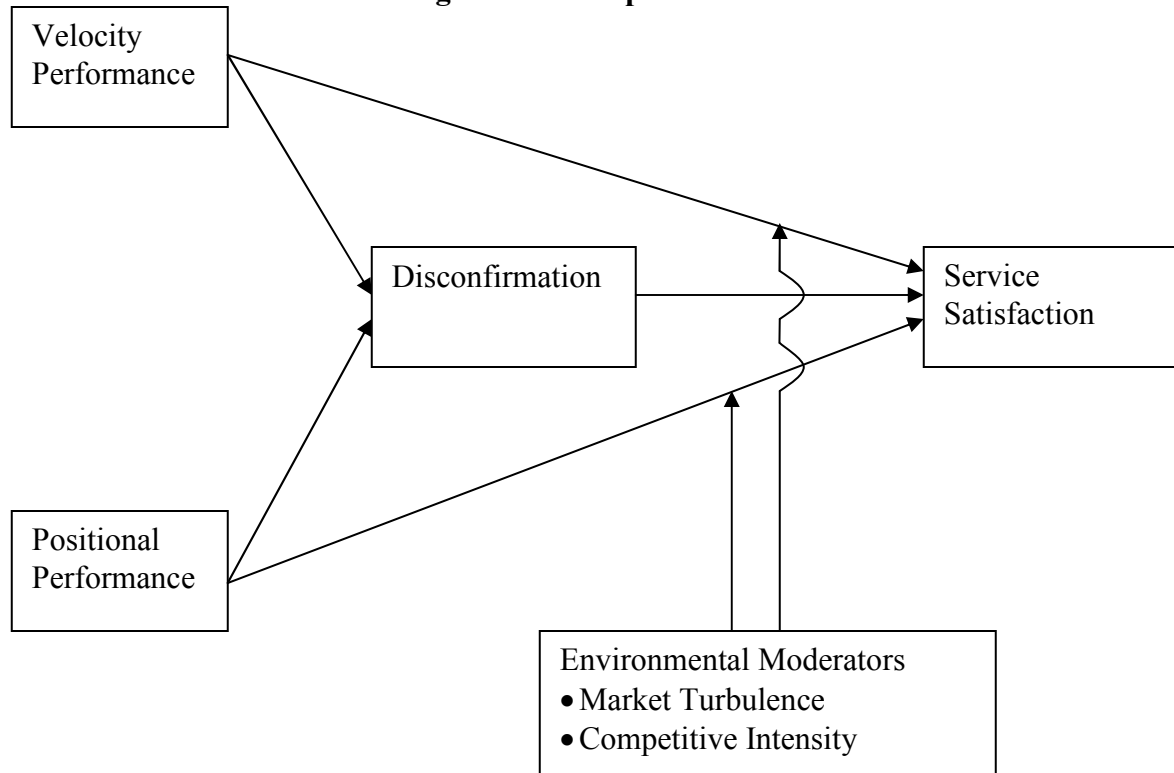 Velocity
Performance
Disconfirmation
Service
Satisfaction
Positional
Performance
Environmental Moderators
• Market Turbulence
• Competitive Intensity